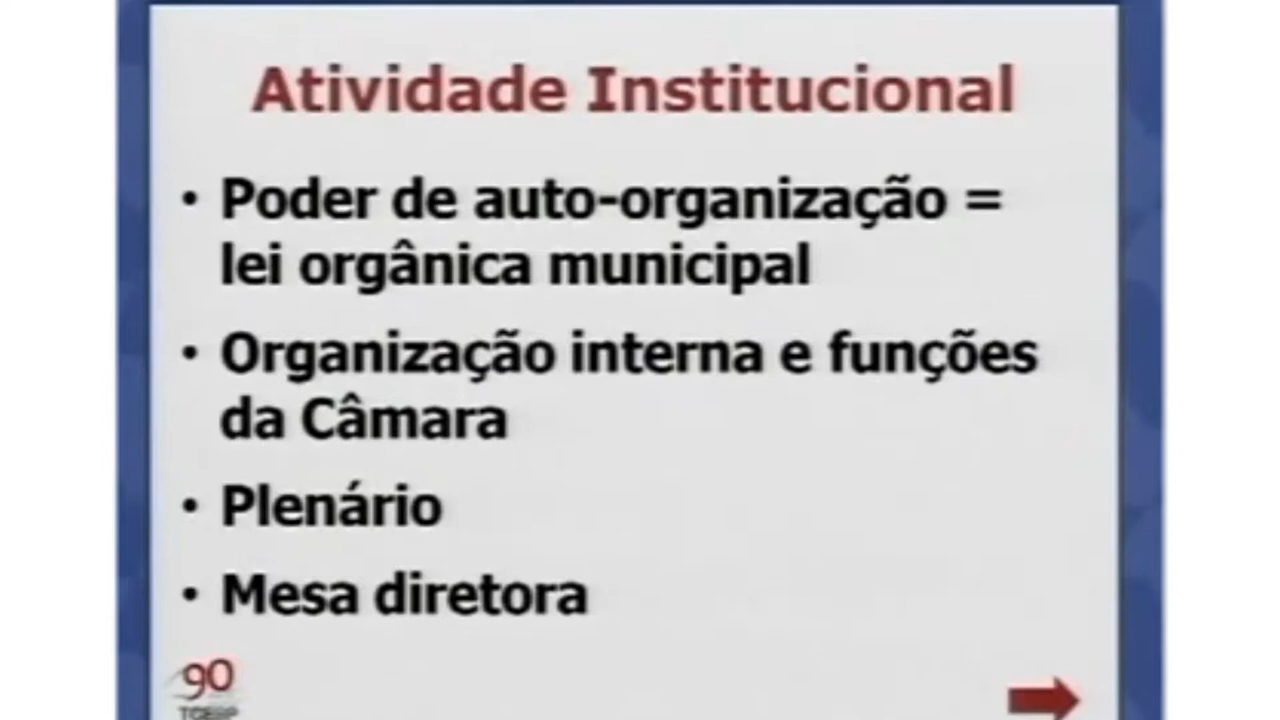 Atividade Institucional
• Poder de auto-organização =
lei orgânica municipal
• Organização interna e funções
da Câmara
• Plenário
• Mesa diretora
90